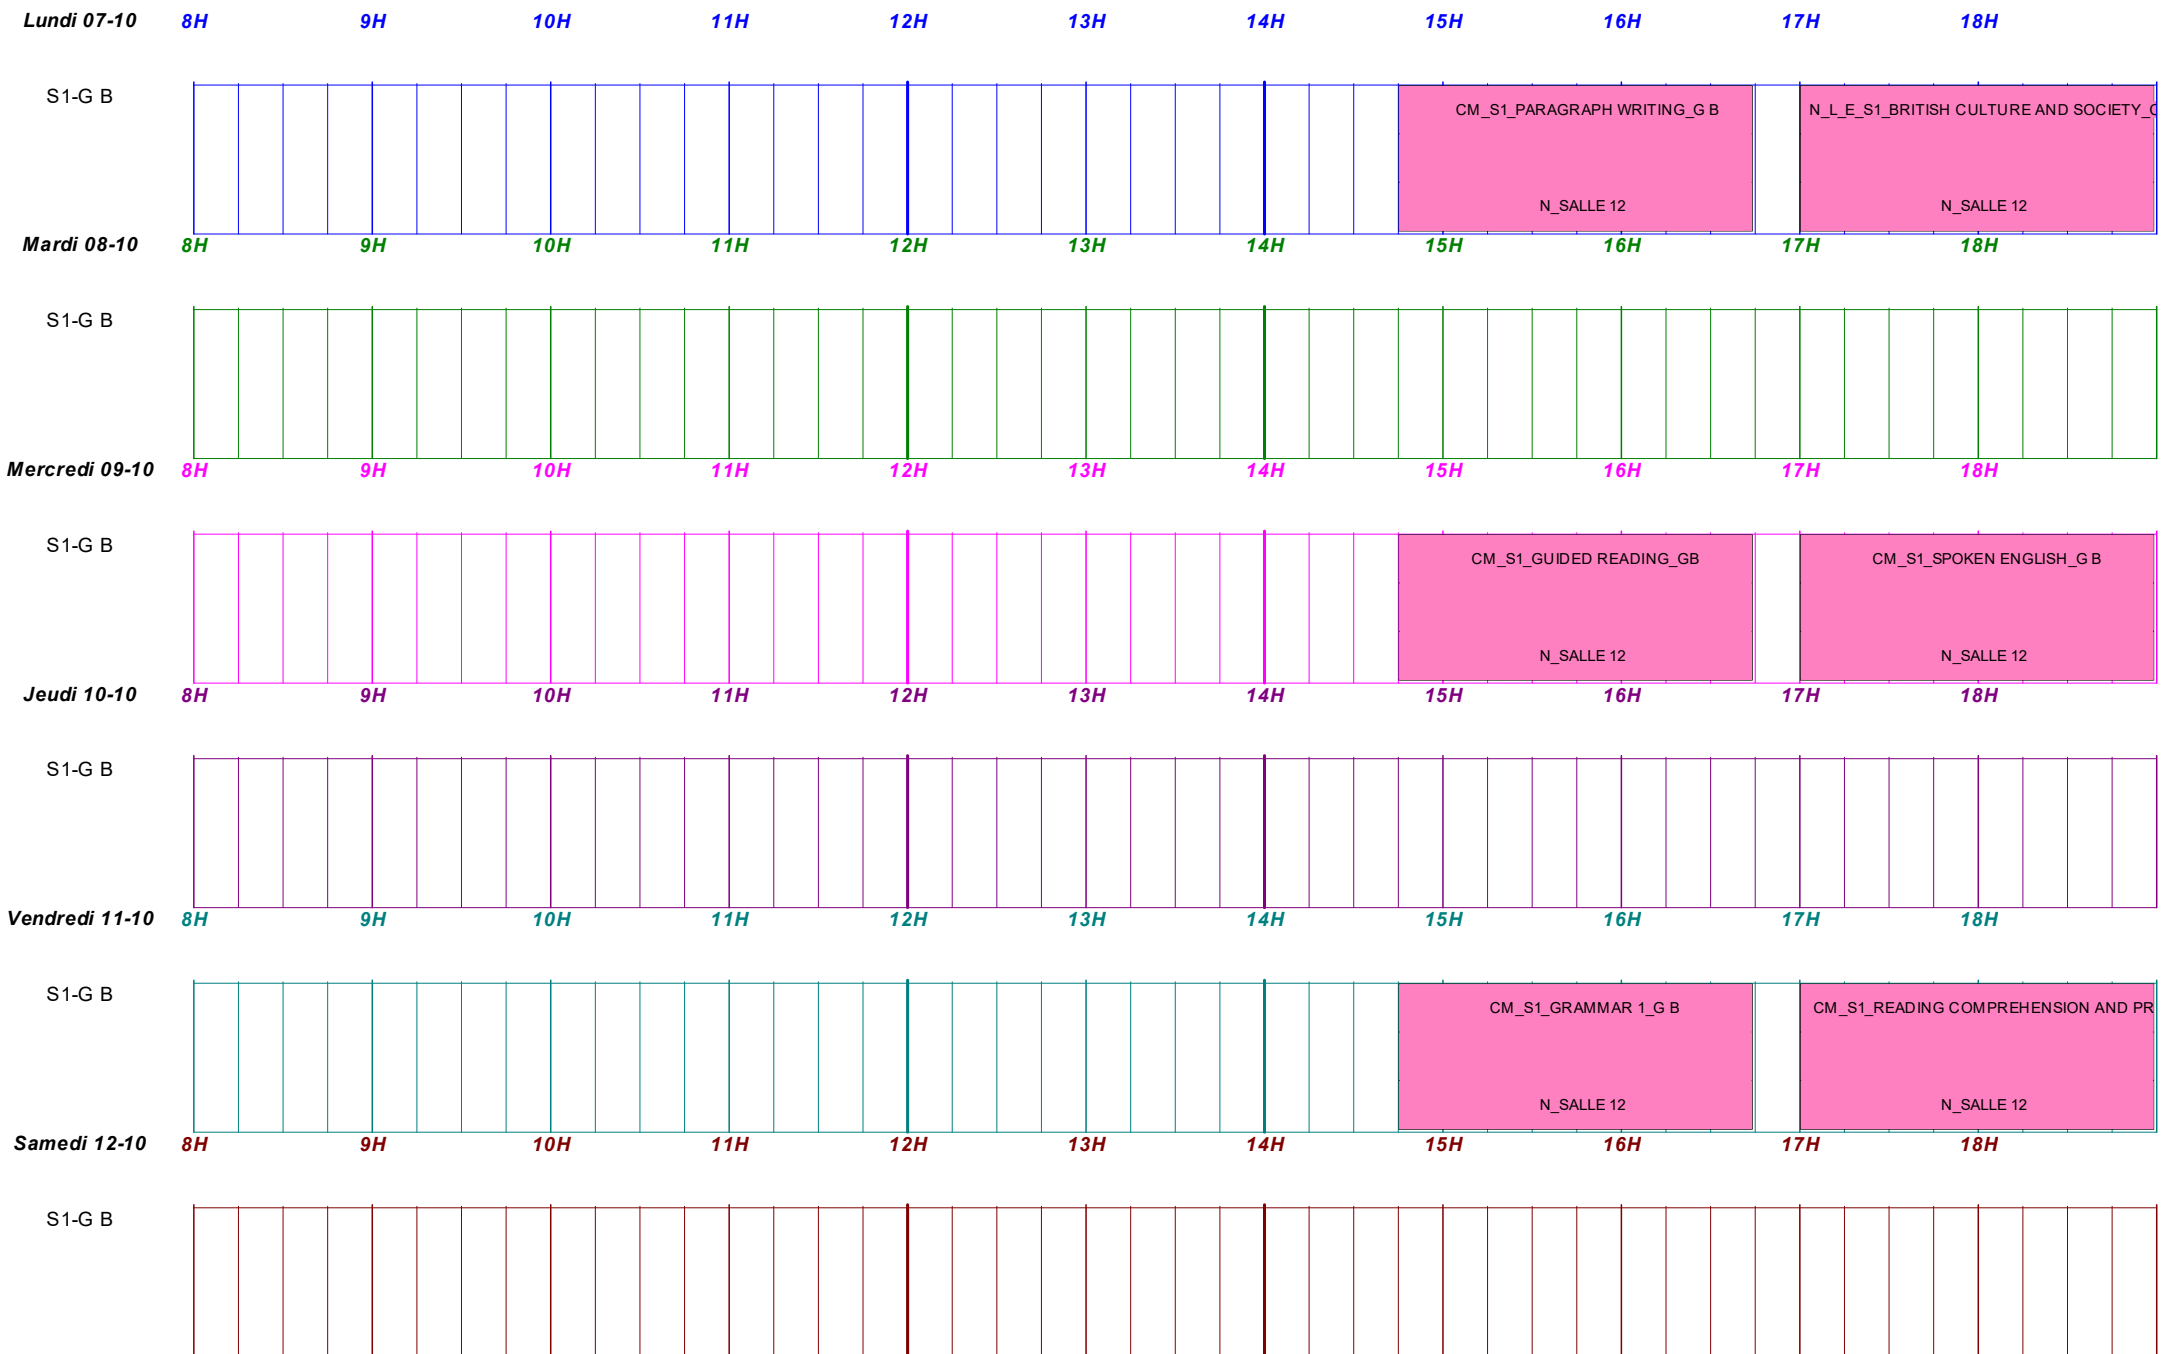 Lundi 07-10 8H 9H 10H 11H 12H 13H 14H 15H 16H 17H 18H
S1-G B
CM_S1_PARAGRAPH WRITING_G B N_L_E_S1_BRITISH CULTURE AND SOCIETY_
N_SALLE 12 N_SALLE 12
Mardi 08-10 8H 9H 10H 11H 12H 13H 14H 15H 16H 17H 18H
S1-G B
Mercredi 09-10 8H 9H 10H 11H 12H 13H 14H 15H 16H 17H 18H
S1-G B
CM_S1_GUIDED READING_GB CM_S1_SPOKEN ENGLISH_G B
N_SALLE 12 N_SALLE 12
Jeudi 10-10 8H 9H 10H 11H 12H 13H 14H 15H 16H 17H 18H
S1-G B
Vendredi 11-10 8H 9H 10H 11H 12H 13H 14H 15H 16H 17H 18H
S1-G B
CM_S1_GRAMMAR 1_G B CM_S1_READING COMPREHENSION AND PR
N_SALLE 12 N_SALLE 12
Samedi 12-10 8H 9H 10H 11H 12H 13H 14H 15H 16H 17H 18H
S1-G B